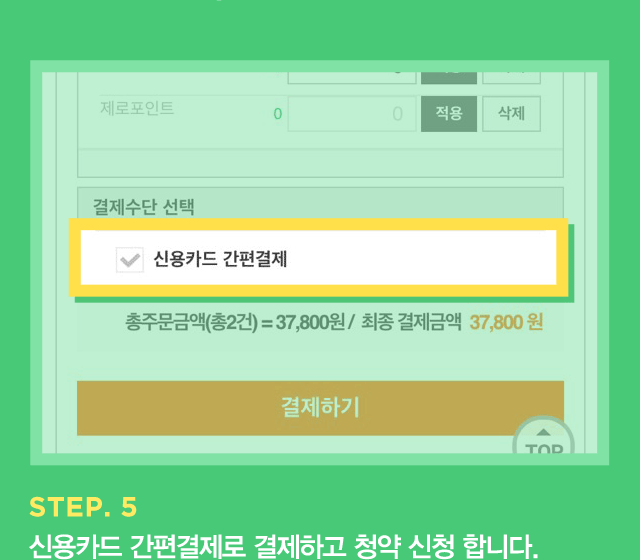 제로포인트 0 0 적용 삭제
결제수단 선택
신용카드 간편결제
총주문금액(총2건) = 37,800원 / 최종 결제금액 37,800 원
결제하기
TOP
STEP. 5
신용카드 간편결제로 결제하고 청약 신청 합니다.